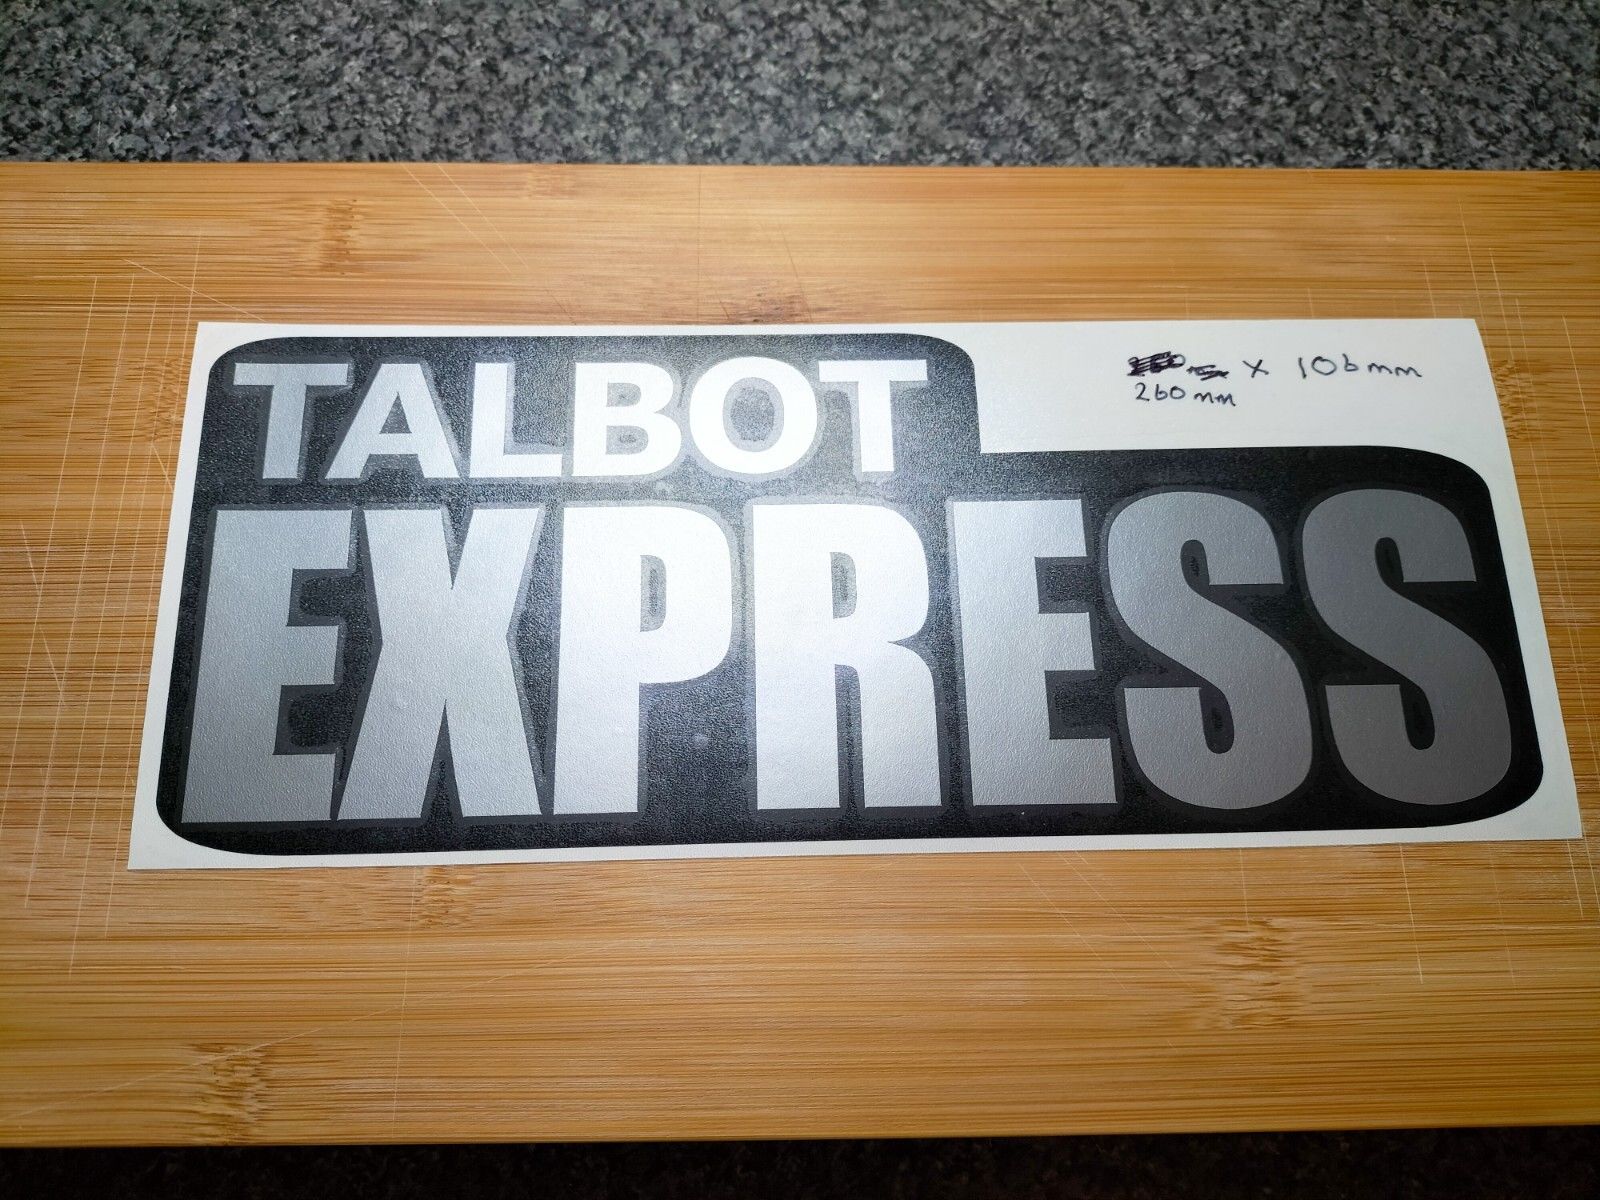 TALBOT
EXPRESS
x 106mm
260mm